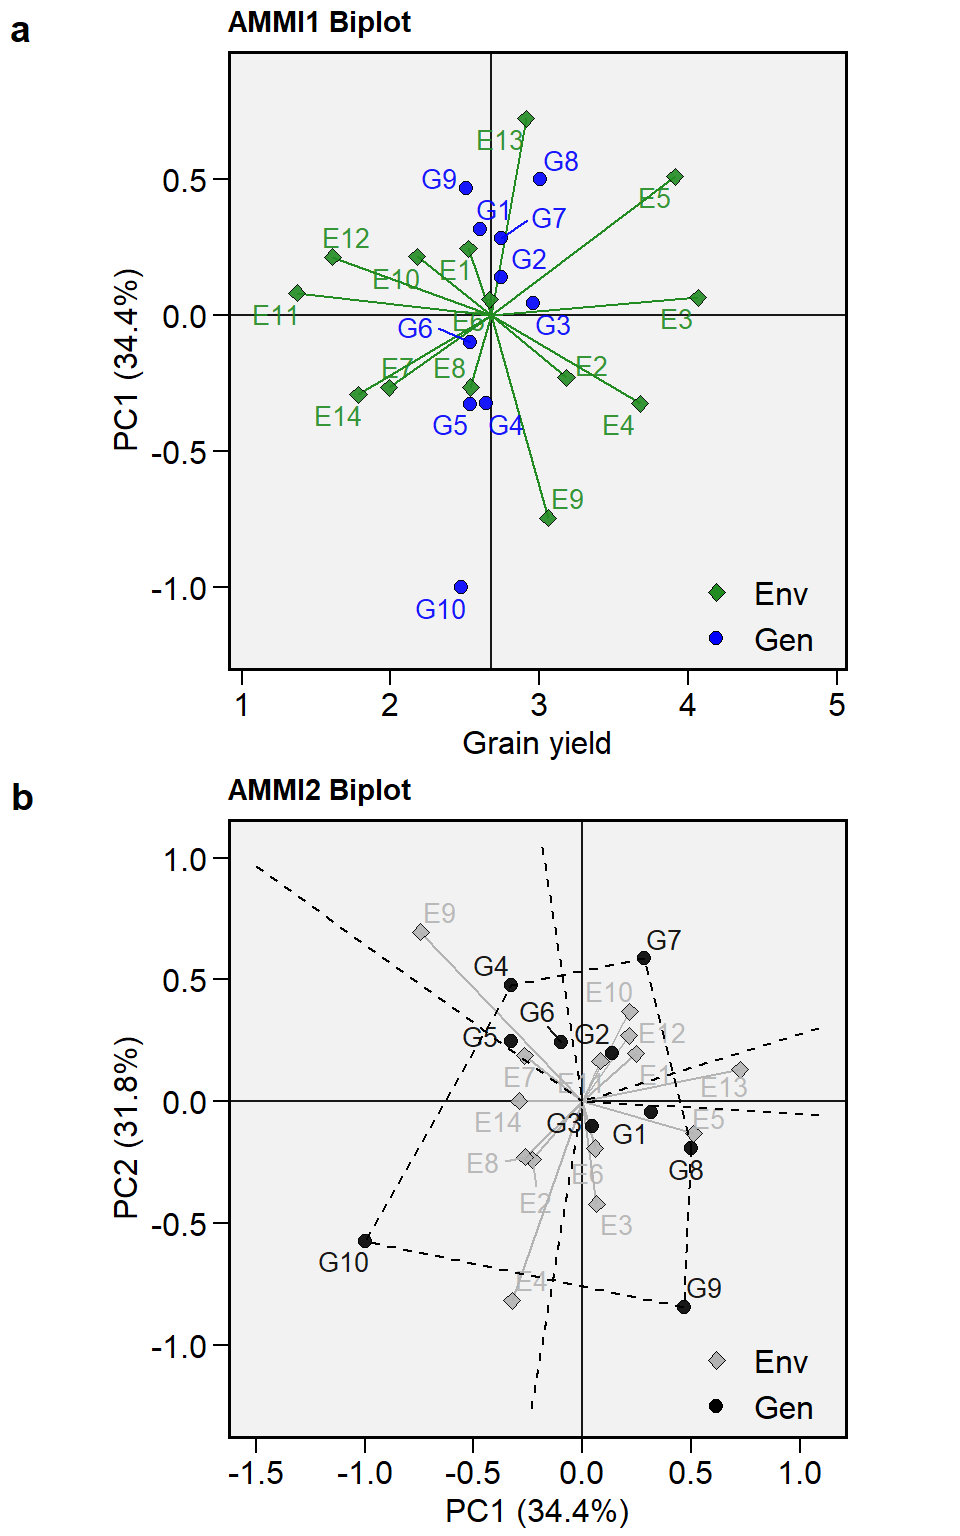 a
AMMI1 Biplot
E13
G8
G9
E5
G1
G7
E12
G2
E10
E1
E11
E6
G3
E3
G6
E7
E8
E2
E14
G5
G4
E4
E9
G10
0.5
0.0
-0.5
-1.0
PC1 (34.4%)
Env
Gen
1 2 3 4 5
Grain yield
b
AMMI2 Biplot
E9
G7
G4
E10
G6
G2
E12
G5
E7
E11
E1
E13
E14
G3
G1
E5
E8
E6
G8
E2
E3
G10
E4
G9
1.0
0.5
0.0
-0.5
-1.0
PC2 (31.8%)
Env
Gen
-1.5 -1.0 -0.5 0.0 0.5 1.0
PC1 (34.4%)